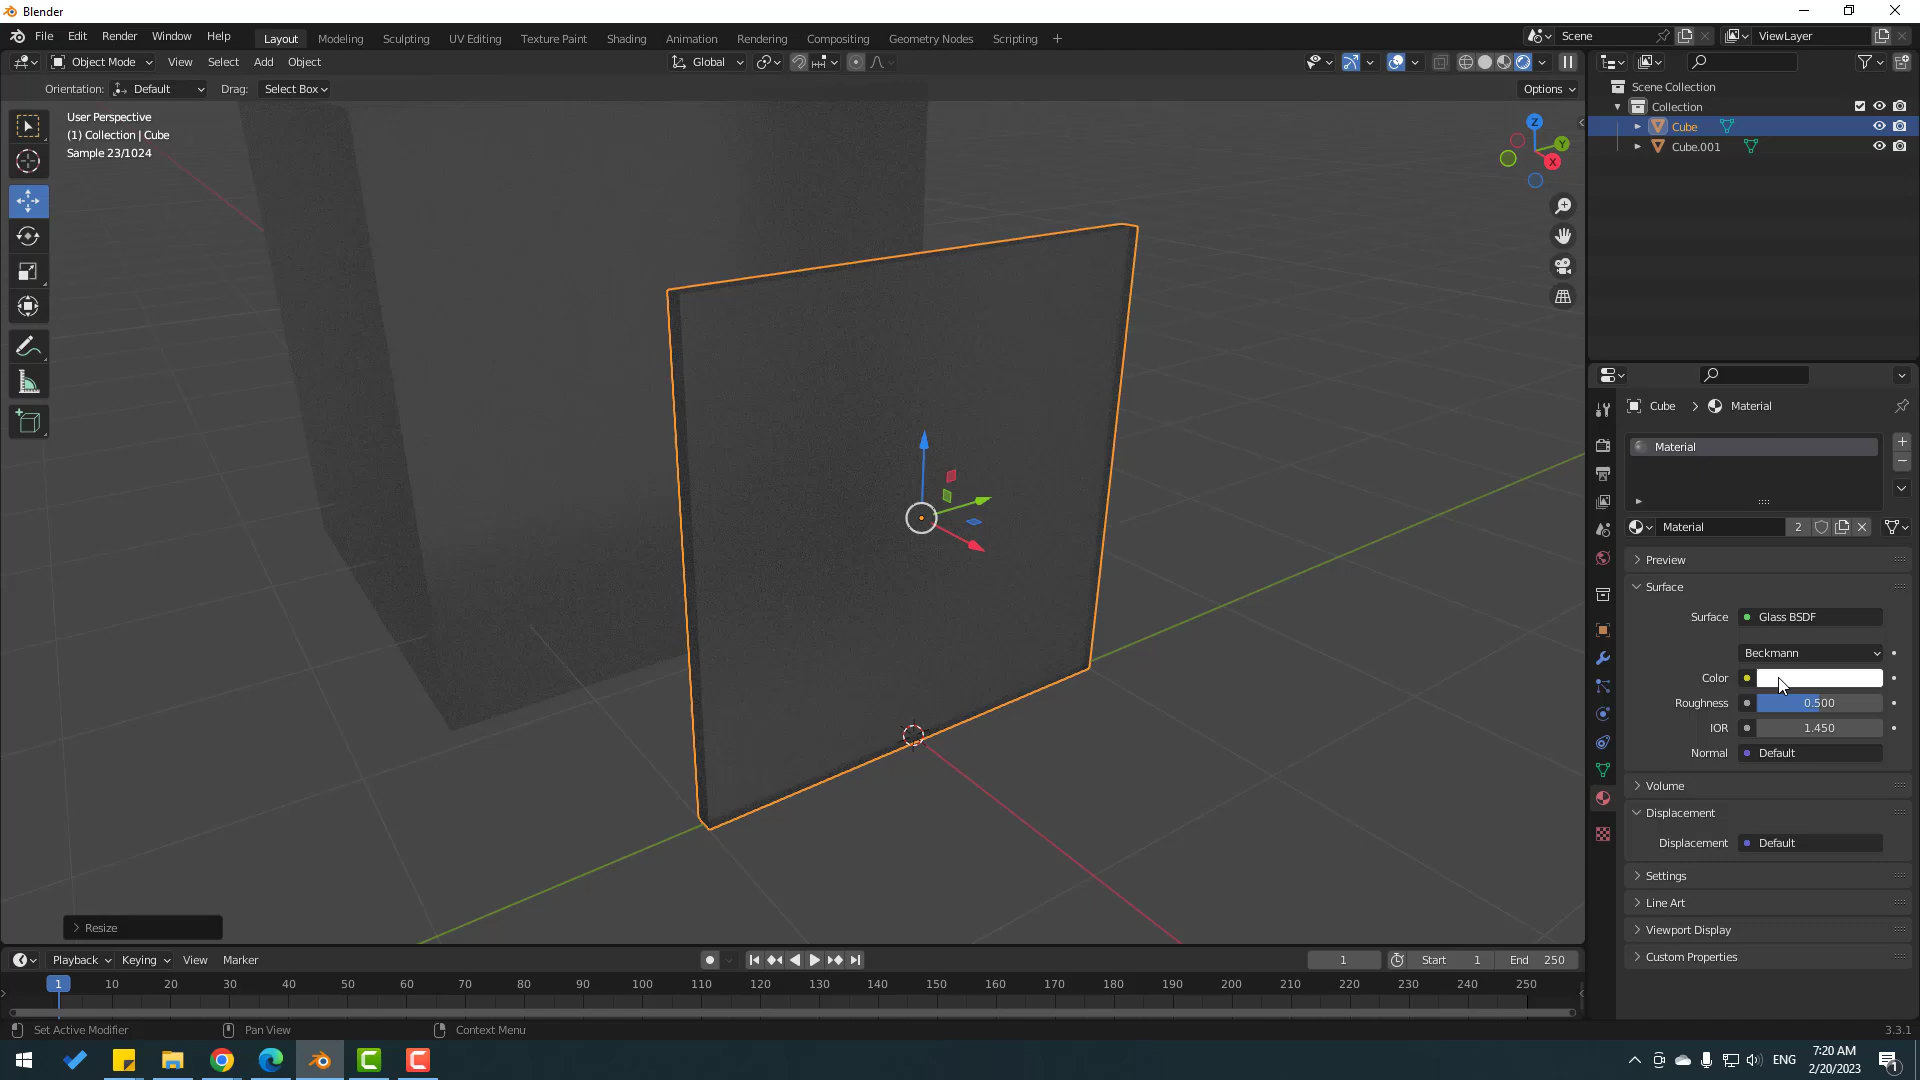 Blender
File Edit Render Window Help
Layout Modeling Sculpting UV Editing Texture Paint Shading Animation Rendering Compositing Geometry Nodes Scripting +
Scene
ViewLayer
Object Mode View Select Add Object
Global
Orientation: Default Drag: Select Box
Options
User Perspective
(1) Collection | Cube
Sample 23/1024
Z
Y
X
Scene Collection
Collection
Cube
Cube.001
Cube > Material
Material
Material 2
Preview
Surface
Surface Glass BSDF
Beckmann
Color
Roughness 0.500
IOR 1.450
Normal Default
Volume
Displacement
Displacement Default
Settings
Line Art
Viewport Display
Custom Properties
Resize
Playback Keying View Marker
1 Start 1 End 250
1 10 20 30 40 50 60 70 80 90 100 110 120 130 140 150 160 170 180 190 200 210 220 230 240 250
Set Active Modifier Pan View Context Menu
3.3.1
ENG
7:20 AM
2/20/2023
1